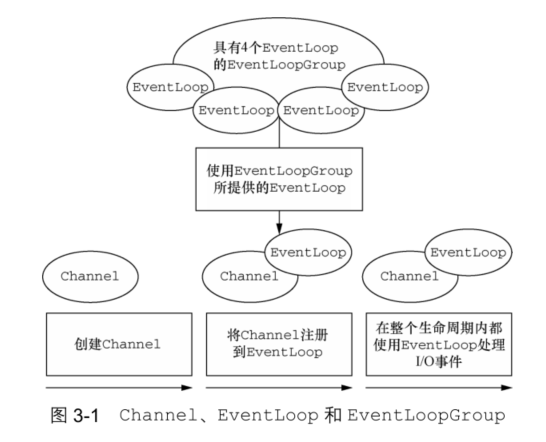 具有4个EventLoop
的EventLoopGroup
EventLoop
EventLoop
EventLoop
EventLoop
使用EventLoopGroup
所提供的EventLoop
Channel
Channel
EventLoop
Channel
EventLoop
创建Channel
将Channel注册
到EventLoop
在整个生命周期内都
使用EventLoop处理
I/O事件
图 3-1 Channel、EventLoop 和 EventLoopGroup